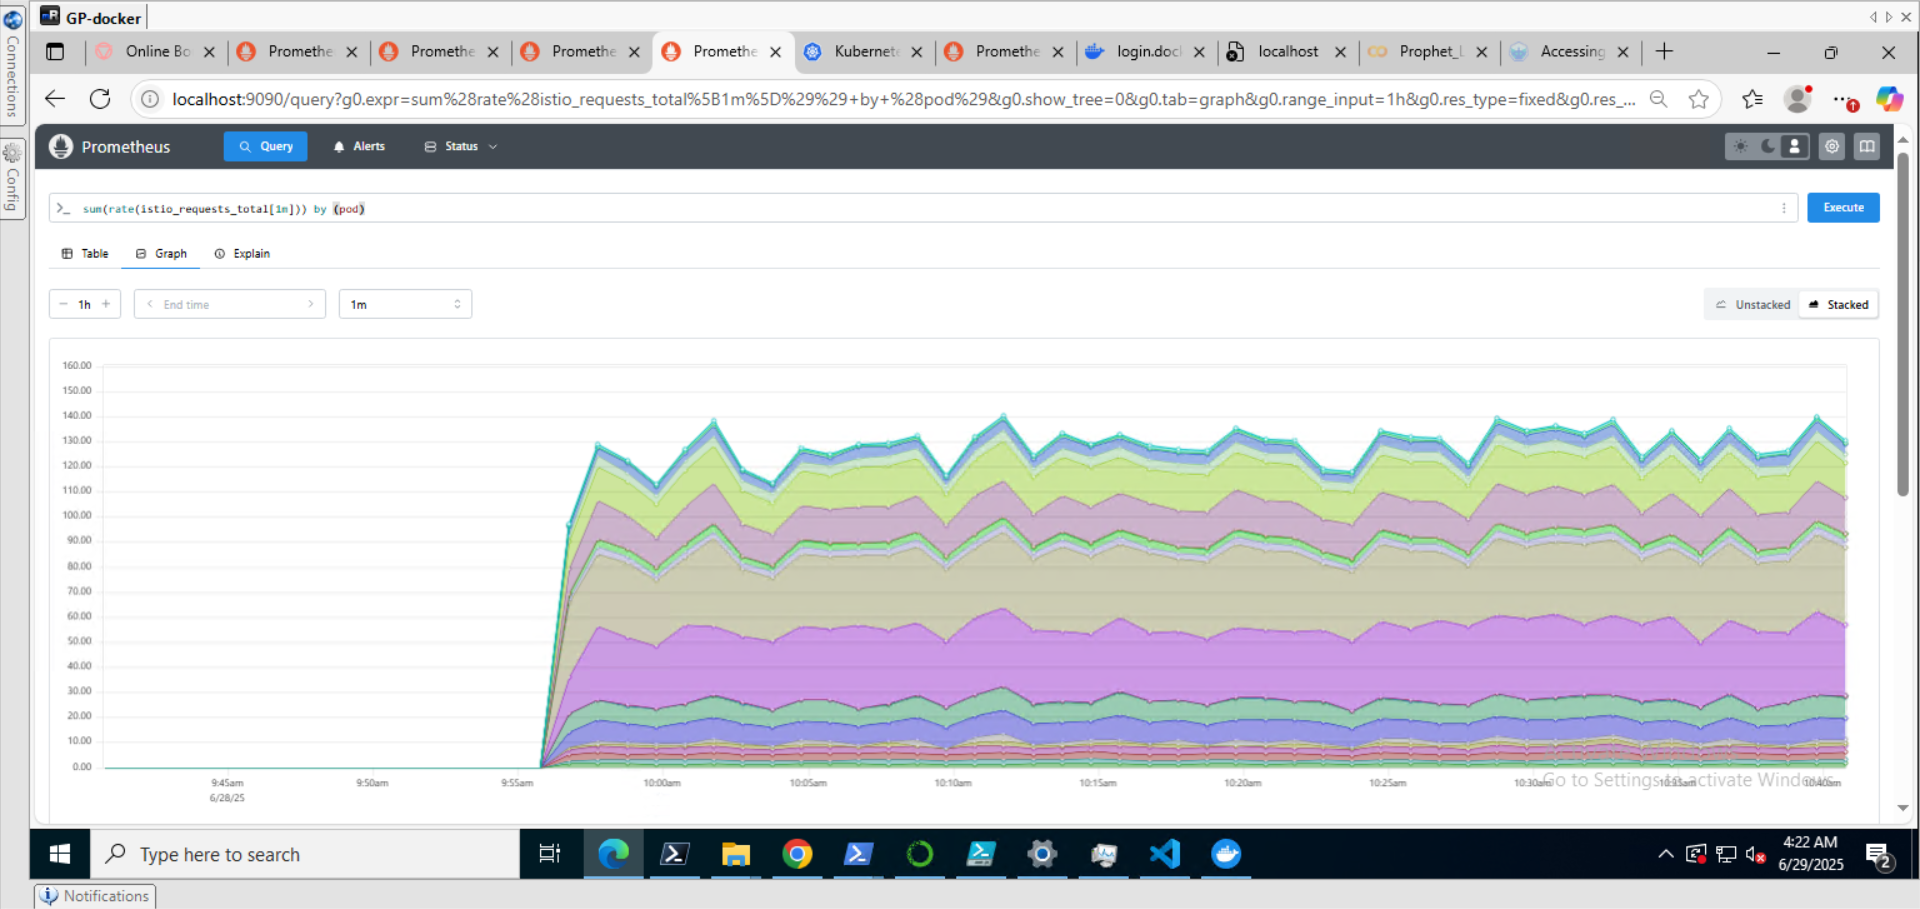 GP-docker
Connections
Config
Online Bo
Promethe
Promethe
Promethe
Promethe
Kubernete
Promethe
login.doc
localhost
Prophet_L
Accessing
localhost:9090/query?g0.expr=sum%28rate%28istio_requests_total%5B1m%5D%29%29+by+%28pod%29&g0.show_tree=0&g0.tab=graph&g0.range_input=1h&g0.res_type=fixed&g0.res_...
Prometheus
Query
Alerts
Status
>_ sum(rate(istio_requests_total[1m])) by (pod)
Execute
Table
Graph
Explain
− 1h +
< End time >
1m
Unstacked
Stacked
160.00
150.00
140.00
130.00
120.00
110.00
100.00
90.00
80.00
70.00
60.00
50.00
40.00
30.00
20.00
10.00
0.00
9:45am
6/28/25
9:50am
9:55am
10:00am
10:05am
10:10am
10:15am
10:20am
10:25am
10:30am
10:35am
10:40am
Go to Settings to activate Windows.
Type here to search
4:22 AM
6/29/2025
2
Notifications